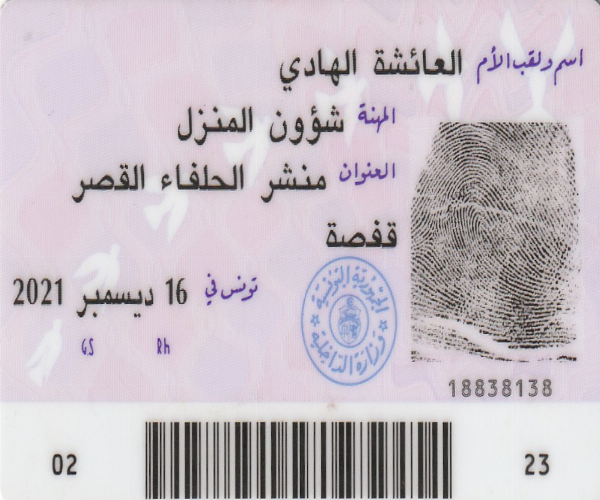 اسم ولقب الأم العائشة الهادي
المهنة شؤون المنزل
العنوان منشر الحلفاء القصر
قفصة
تونس في 16 ديسمبر 2021
الجمهورية التونسية
وزارة الداخلية
GS Rh
18838138
02 23